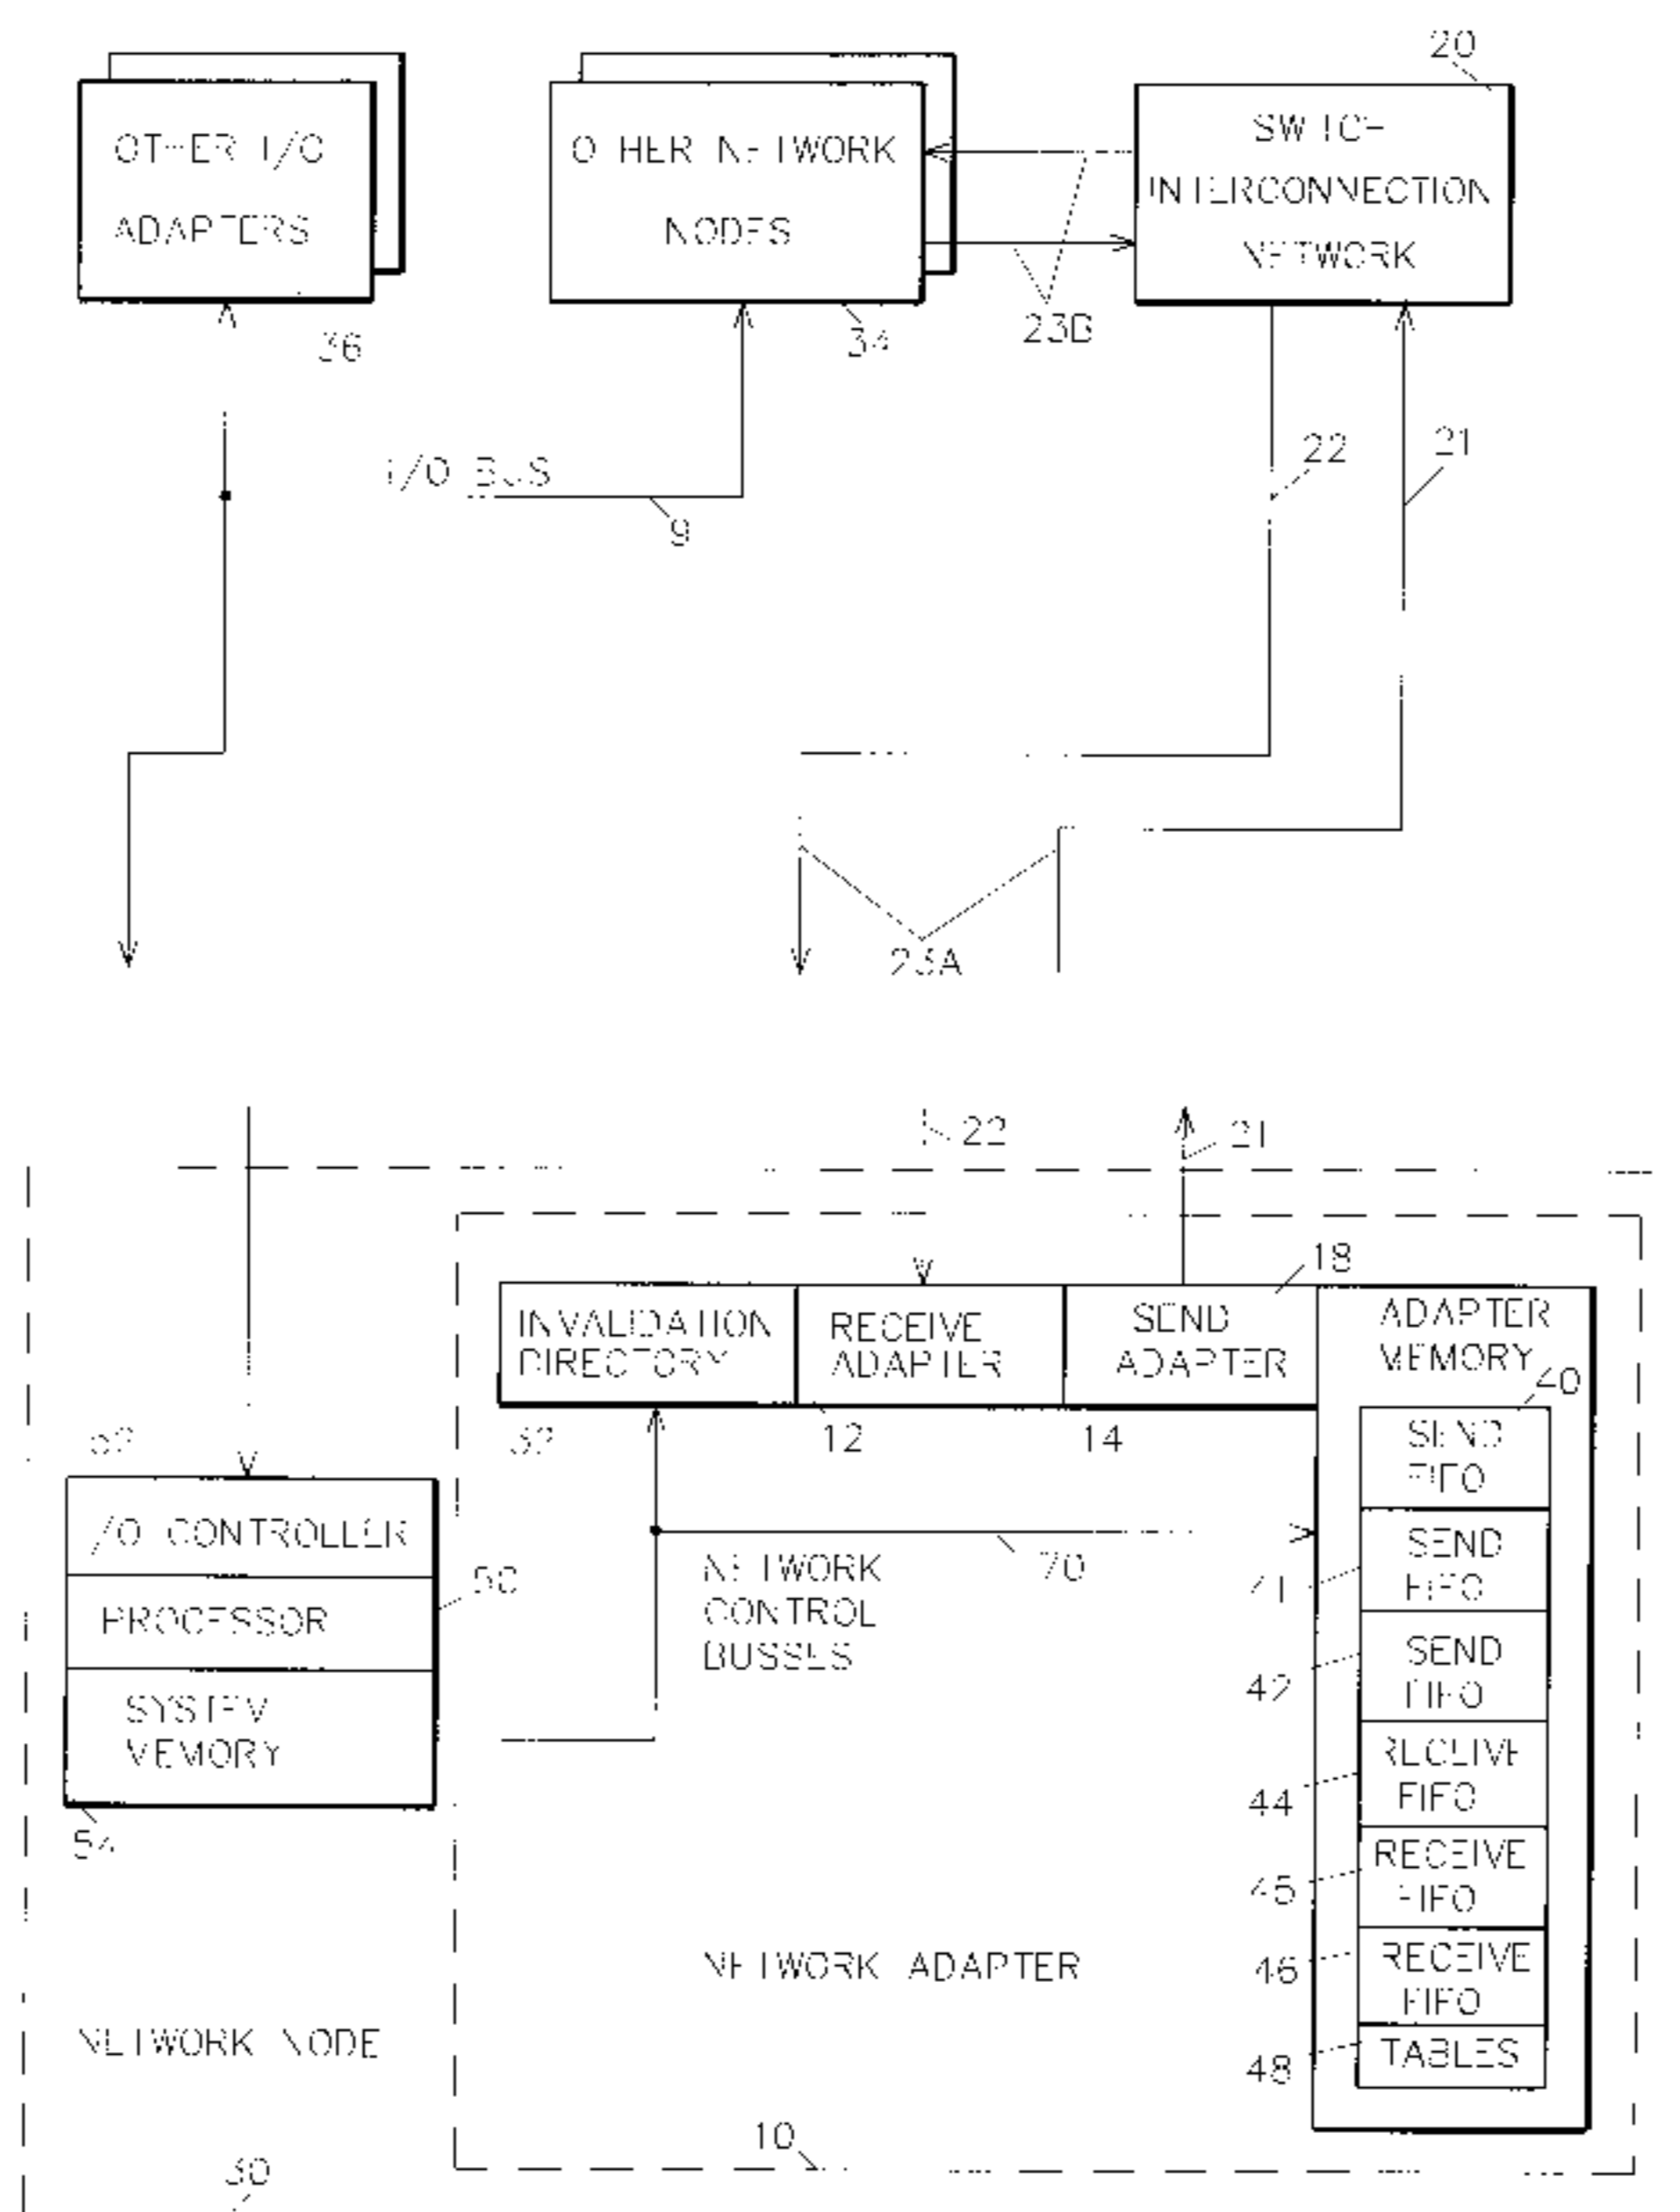 20
OTHER I/O
ADAPTERS
OTHER NETWORK
NODES
SWITCH
INTERCONNECTION
NETWORK
36
34
23B
I/O BUS
9
22
21
23A
22
21
18
INVALIDATION
DIRECTORY
RECEIVE
ADAPTER
SEND
ADAPTER
ADAPTER
MEMORY
40
32
12
14
SEND
FIFO
I/O CONTROLLER
50
PROCESSOR
NETWORK
CONTROL
BUSSES
70
41
SEND
FIFO
42
SEND
FIFO
SYSTEM
MEMORY
54
44
RECEIVE
FIFO
45
RECEIVE
FIFO
46
RECEIVE
FIFO
NETWORK ADAPTER
NETWORK NODE
48
TABLES
10
30